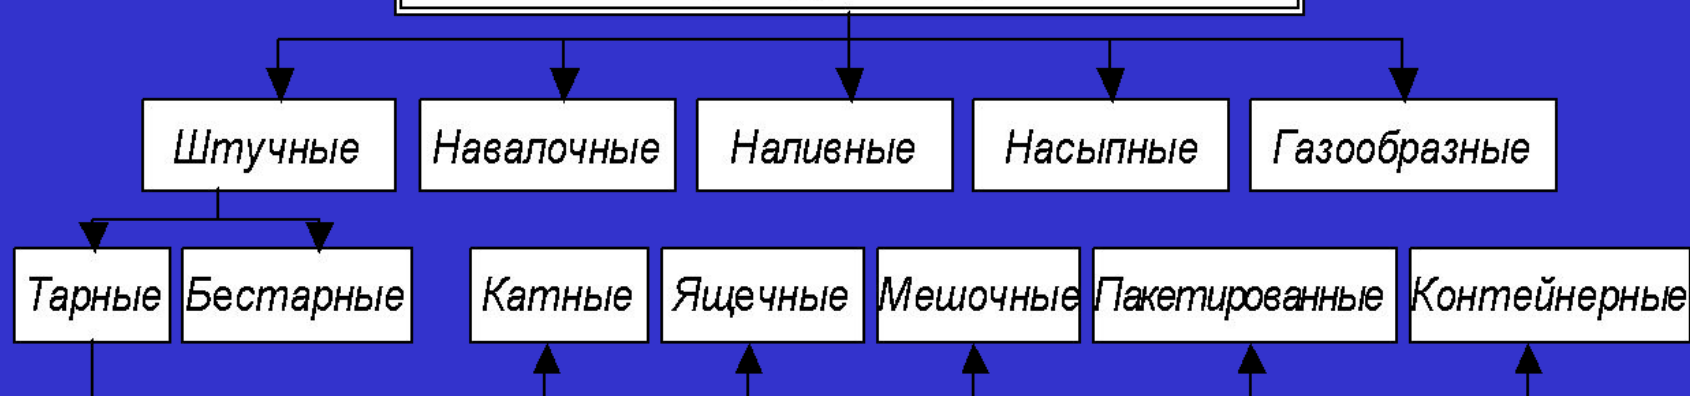 Штучные
Навалочные
Наливные
Насыпные
Газообразные
Тарные
Бестарные
Катные
Ящечные
Мешочные
Пакетированные
Контейнерные